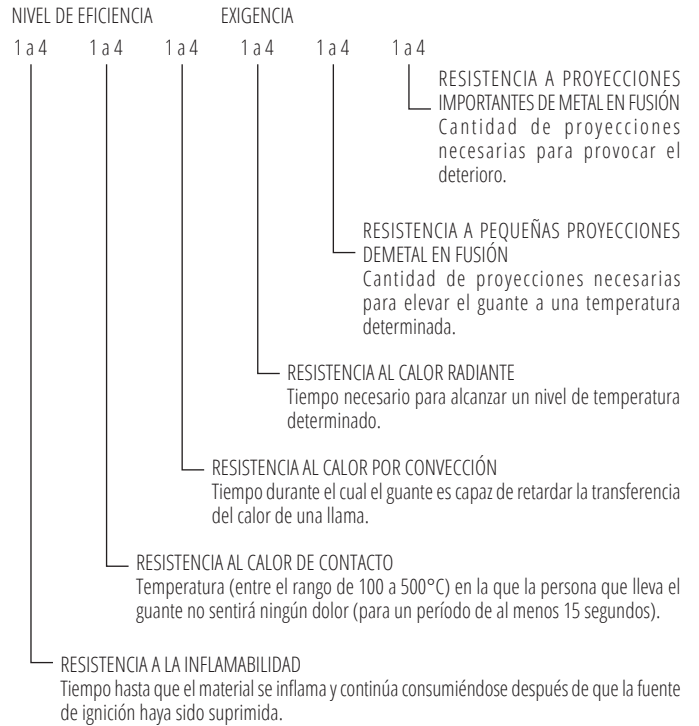 NIVEL DE EFICIENCIA EXIGENCIA
1 a 4 1 a 4 1 a 4 1 a 4 1 a 4 1 a 4
RESISTENCIA A PROYECCIONES
IMPORTANTES DE METAL EN FUSIÓN
Cantidad de proyecciones
necesarias para provocar el
deterioro.
RESISTENCIA A PEQUEÑAS PROYECCIONES
DEMETAL EN FUSIÓN
Cantidad de proyecciones necesarias
para elevar el guante a una temperatura
determinada.
RESISTENCIA AL CALOR RADIANTE
Tiempo necesario para alcanzar un nivel de temperatura
determinado.
RESISTENCIA AL CALOR POR CONVECCIÓN
Tiempo durante el cual el guante es capaz de retardar la transferencia
del calor de una llama.
RESISTENCIA AL CALOR DE CONTACTO
Temperatura (entre el rango de 100 a 500°C) en la que la persona que lleva el
guante no sentirá ningún dolor (para un período de al menos 15 segundos).
RESISTENCIA A LA INFLAMABILIDAD
Tiempo hasta que el material se inflama y continúa consumiéndose después de que la fuente
de ignición haya sido suprimida.